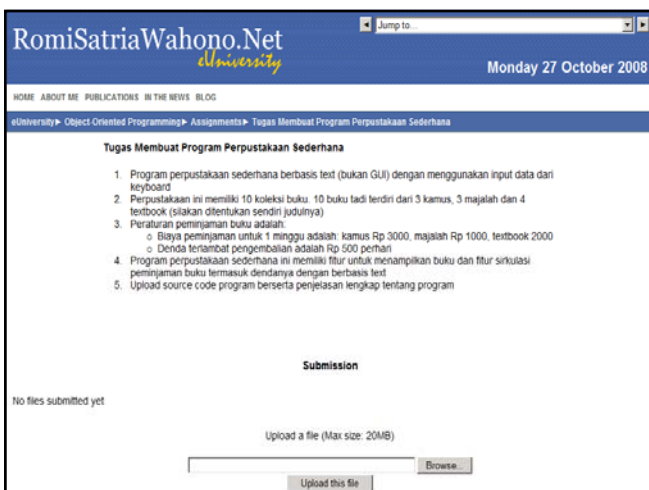 Jump to...
RomiSatriaWahono.Net
eUniversity
Monday 27 October 2008
HOME ABOUT ME PUBLICATIONS IN THE NEWS BLOG
eUniversity► Object-Oriented Programming► Assignments► Tugas Membuat Program Perpustakaan Sederhana
Tugas Membuat Program Perpustakaan Sederhana
1. Program perpustakaan sederhana berbasis text (bukan GUI) dengan menggunakan input data dari
keyboard
2. Perpustakaan ini memiliki 10 koleksi buku. 10 buku tadi terdiri dari 3 kamus, 3 majalah dan 4
textbook (silakan ditentukan sendiri judulnya)
3. Peraturan peminjaman buku adalah:
o Biaya peminjaman untuk 1 minggu adalah: kamus Rp 3000, majalah Rp 1000, textbook 2000
o Denda terlambat pengembalian adalah Rp 500 perhari
4. Program perpustakaan sederhana ini memiliki fitur untuk menampilkan buku dan fitur sirkulasi
peminjaman buku termasuk dendanya dengan berbasis text
5. Upload source code program berserta penjelasan lengkap tentang program
Submission
No files submitted yet
Upload a file (Max size: 20MB)
Browse...
Upload this file